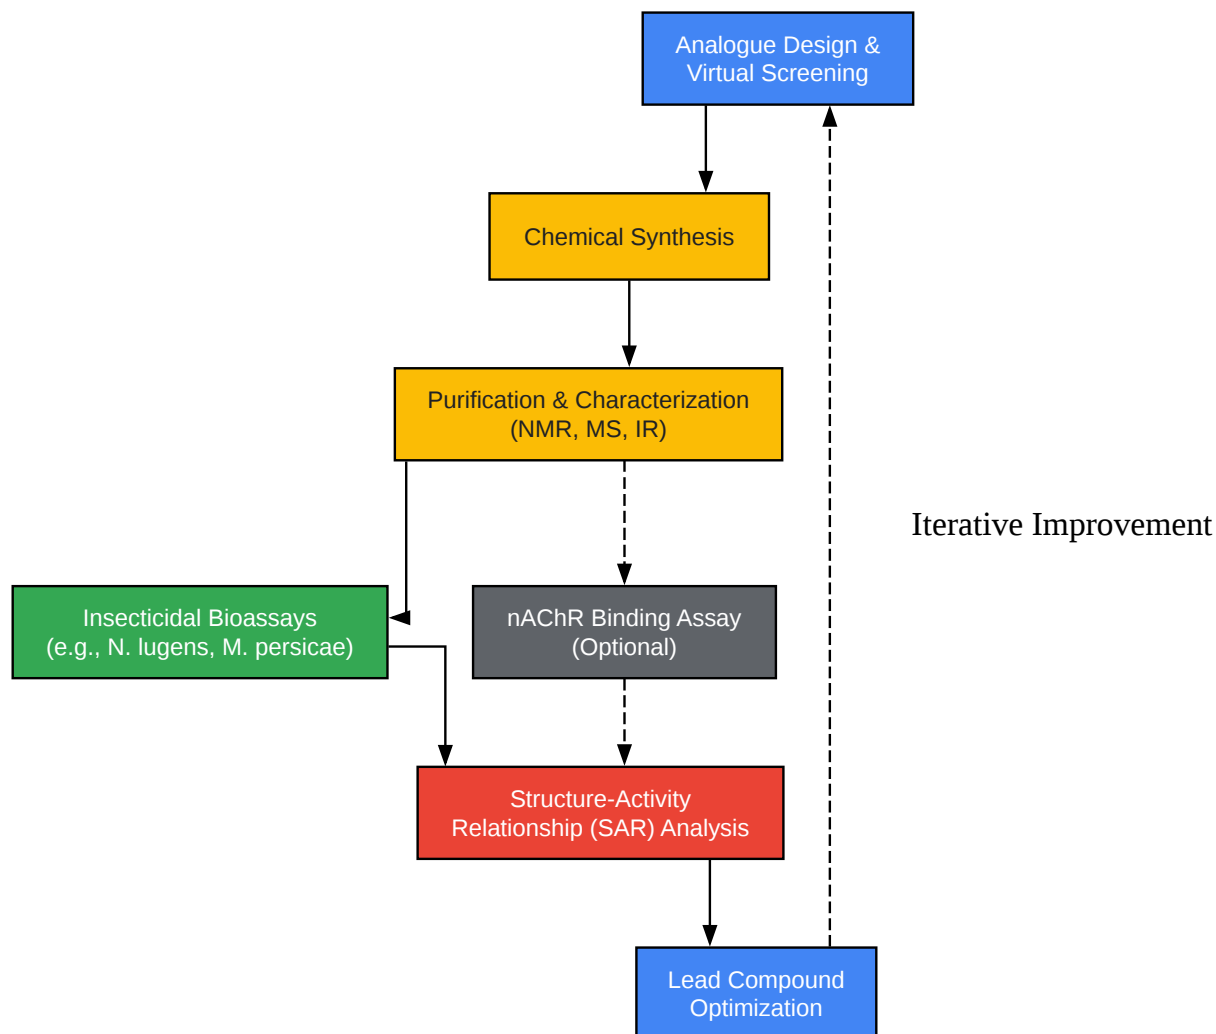 Analogue Design &
Virtual Screening
Chemical Synthesis
Purification & Characterization
(NMR, MS, IR)
Iterative Improvement
Insecticidal Bioassays
(e.g., N. lugens, M. persicae)
nAChR Binding Assay
(Optional)
Structure-Activity
Relationship (SAR) Analysis
Lead Compound
Optimization